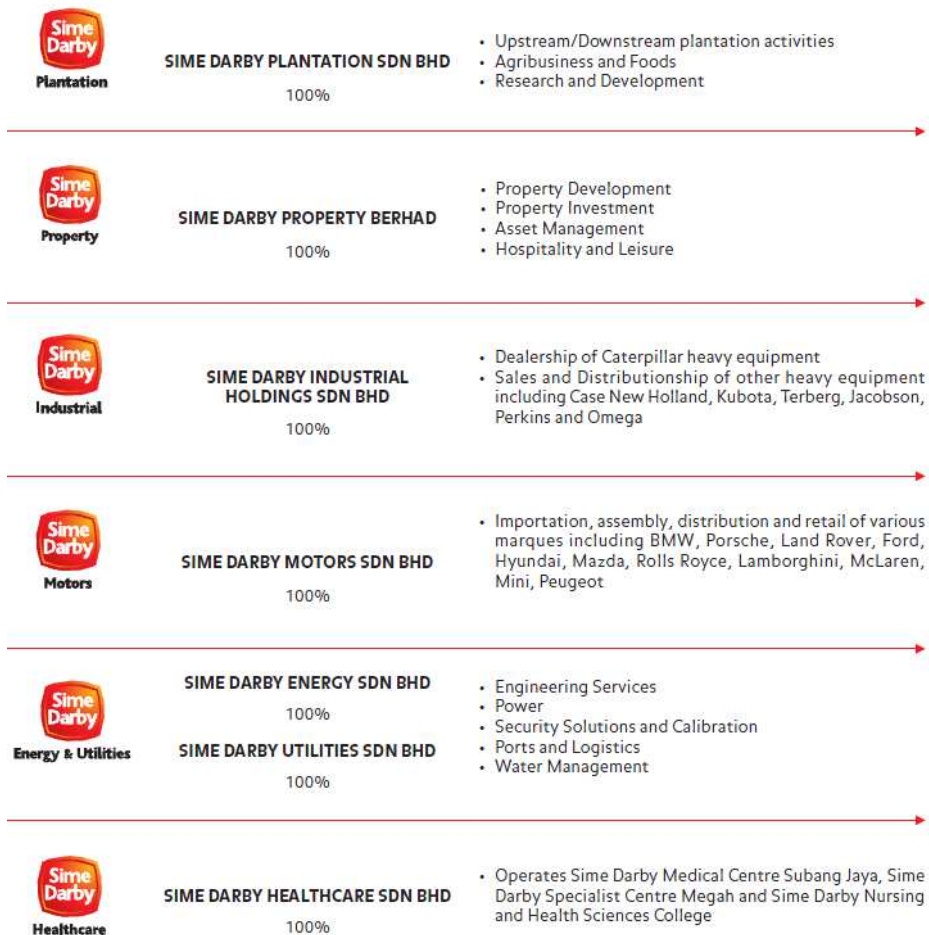 Sime
Darby
Plantation
SIME DARBY PLANTATION SDN BHD
100%
• Upstream/Downstream plantation activities
• Agribusiness and Foods
• Research and Development
Sime
Darby
Property
SIME DARBY PROPERTY BERHAD
100%
• Property Development
• Property Investment
• Asset Management
• Hospitality and Leisure
Sime
Darby
Industrial
SIME DARBY INDUSTRIAL
HOLDINGS SDN BHD
100%
• Dealership of Caterpillar heavy equipment
• Sales and Distributionship of other heavy equipment
including Case New Holland, Kubota, Terberg, Jacobson,
Perkins and Omega
Sime
Darby
Motors
SIME DARBY MOTORS SDN BHD
100%
• Importation, assembly, distribution and retail of various
marques including BMW, Porsche, Land Rover, Ford,
Hyundai, Mazda, Rolls Royce, Lamborghini, McLaren,
Mini, Peugeot
Sime
Darby
Energy & Utilities
SIME DARBY ENERGY SDN BHD
100%
SIME DARBY UTILITIES SDN BHD
100%
• Engineering Services
• Power
• Security Solutions and Calibration
• Ports and Logistics
• Water Management
Sime
Darby
Healthcare
SIME DARBY HEALTHCARE SDN BHD
100%
• Operates Sime Darby Medical Centre Subang Jaya, Sime
Darby Specialist Centre Megah and Sime Darby Nursing
and Health Sciences College